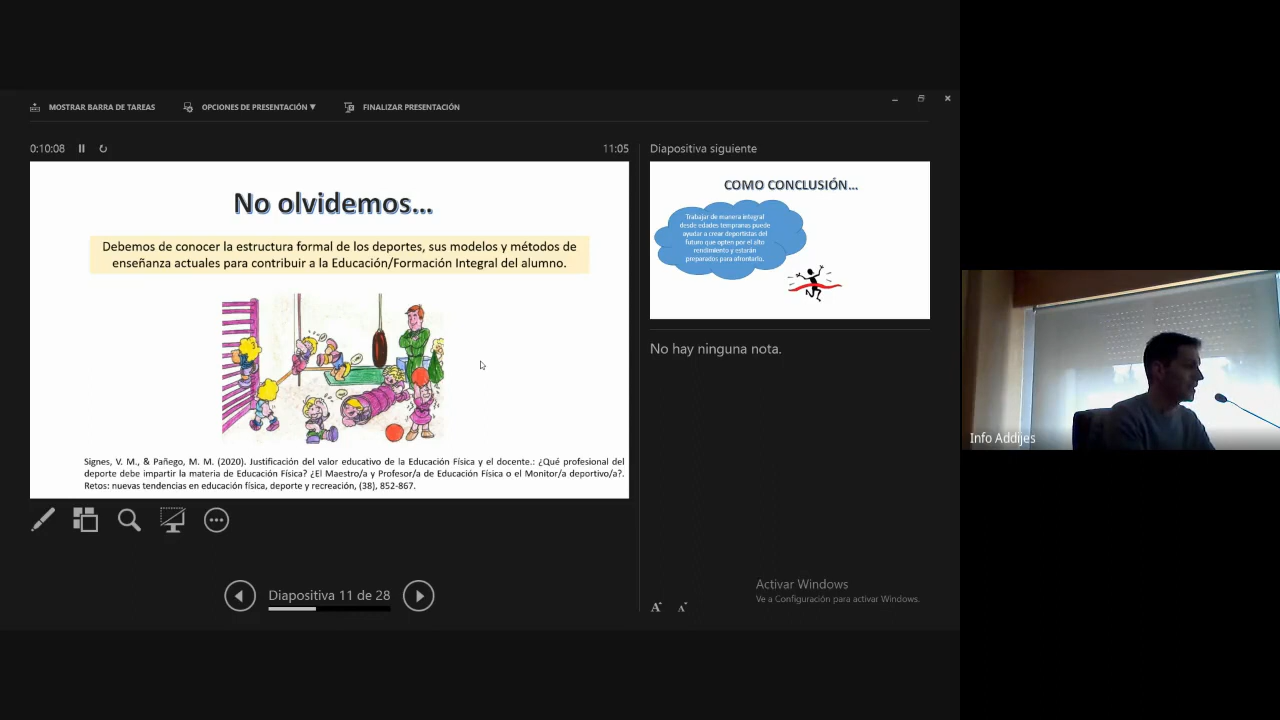 MOSTRAR BARRA DE TAREAS
OPCIONES DE PRESENTACIÓN ▼
FINALIZAR PRESENTACIÓN
0:10:08
11:05
No olvidemos...
Debemos de conocer la estructura formal de los deportes, sus modelos y métodos de
enseñanza actuales para contribuir a la Educación/Formación Integral del alumno.
Signes, V. M., & Pañego, M. M. (2020). Justificación del valor educativo de la Educación Física y el docente.: ¿Qué profesional del
deporte debe impartir la materia de Educación Física? ¿El Maestro/a y Profesor/a de Educación Física o el Monitor/a deportivo/a?.
Retos: nuevas tendencias en educación física, deporte y recreación, (38), 852-867.
Diapositiva 11 de 28
Diapositiva siguiente
COMO CONCLUSIÓN...
Trabajar de manera integral
desde edades tempranas puede
ayudar a crear deportistas del
futuro que opten por el alto
rendimiento y estarán
preparados para afrontarlo.
No hay ninguna nota.
Activar Windows
Ve a Configuración para activar Windows.
A A
Info Addijes